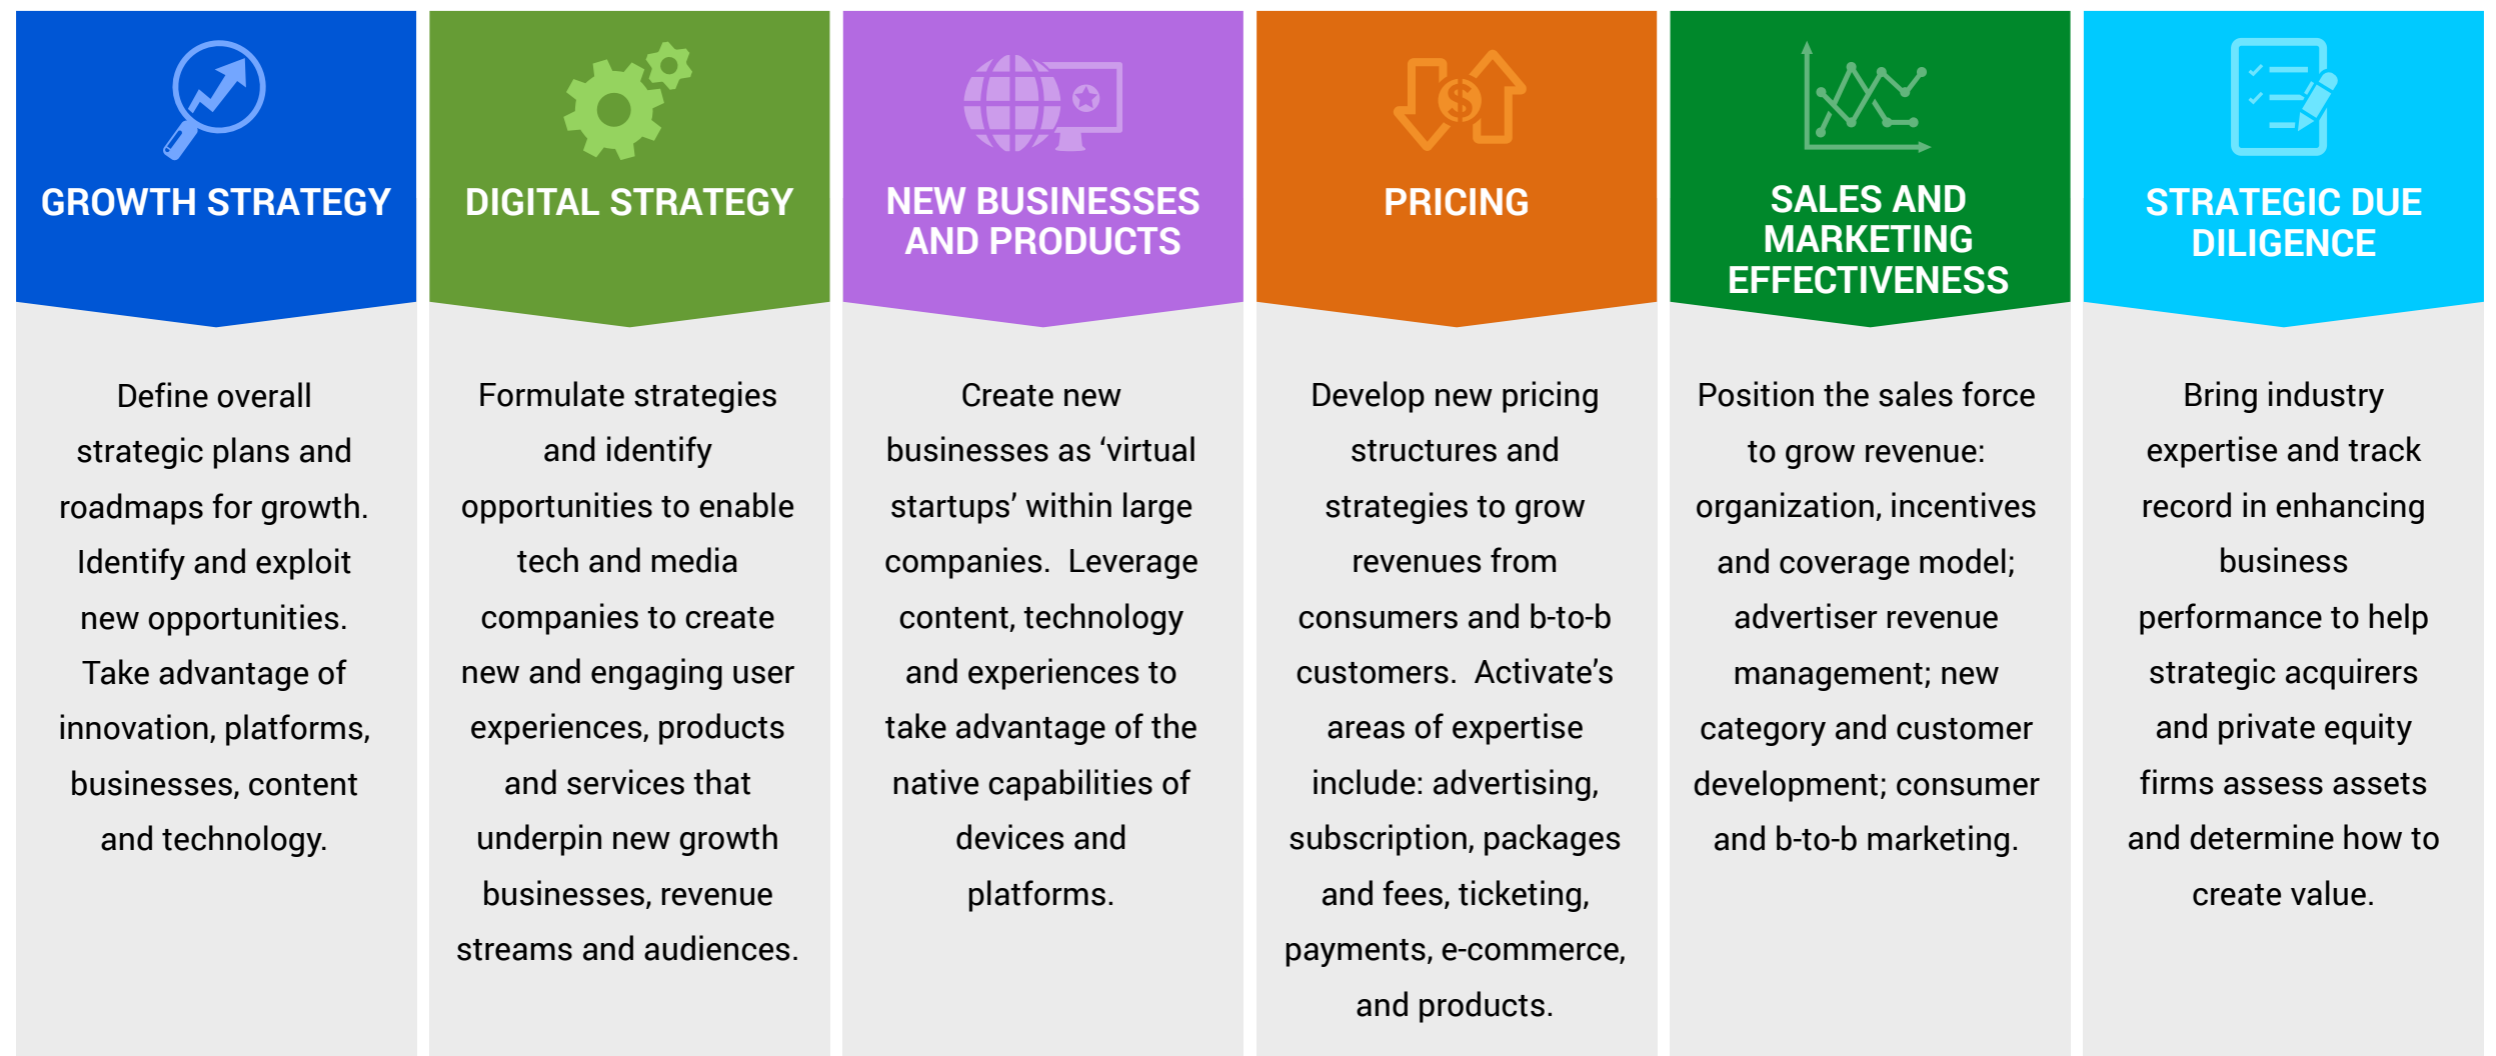 GROWTH STRATEGY
Define overall
strategic plans and
roadmaps for growth.
Identify and exploit
new opportunities.
Take advantage of
innovation, platforms,
businesses, content
and technology.
DIGITAL STRATEGY
Formulate strategies
and identify
opportunities to enable
tech and media
companies to create
new and engaging user
experiences, products
and services that
underpin new growth
businesses, revenue
streams and audiences.
NEW BUSINESSES
AND PRODUCTS
Create new
businesses as ‘virtual
startups’ within large
companies.  Leverage
content, technology
and experiences to
take advantage of the
native capabilities of
devices and
platforms.
PRICING
Develop new pricing
structures and
strategies to grow
revenues from
consumers and b-to-b
customers.  Activate’s
areas of expertise
include: advertising,
subscription, packages
and fees, ticketing,
payments, e-commerce,
and products.
SALES AND
MARKETING
EFFECTIVENESS
Position the sales force
to grow revenue:
organization, incentives
and coverage model;
advertiser revenue
management; new
category and customer
development; consumer
and b-to-b marketing.
STRATEGIC DUE
DILIGENCE
Bring industry
expertise and track
record in enhancing
business
performance to help
strategic acquirers
and private equity
firms assess assets
and determine how to
create value.